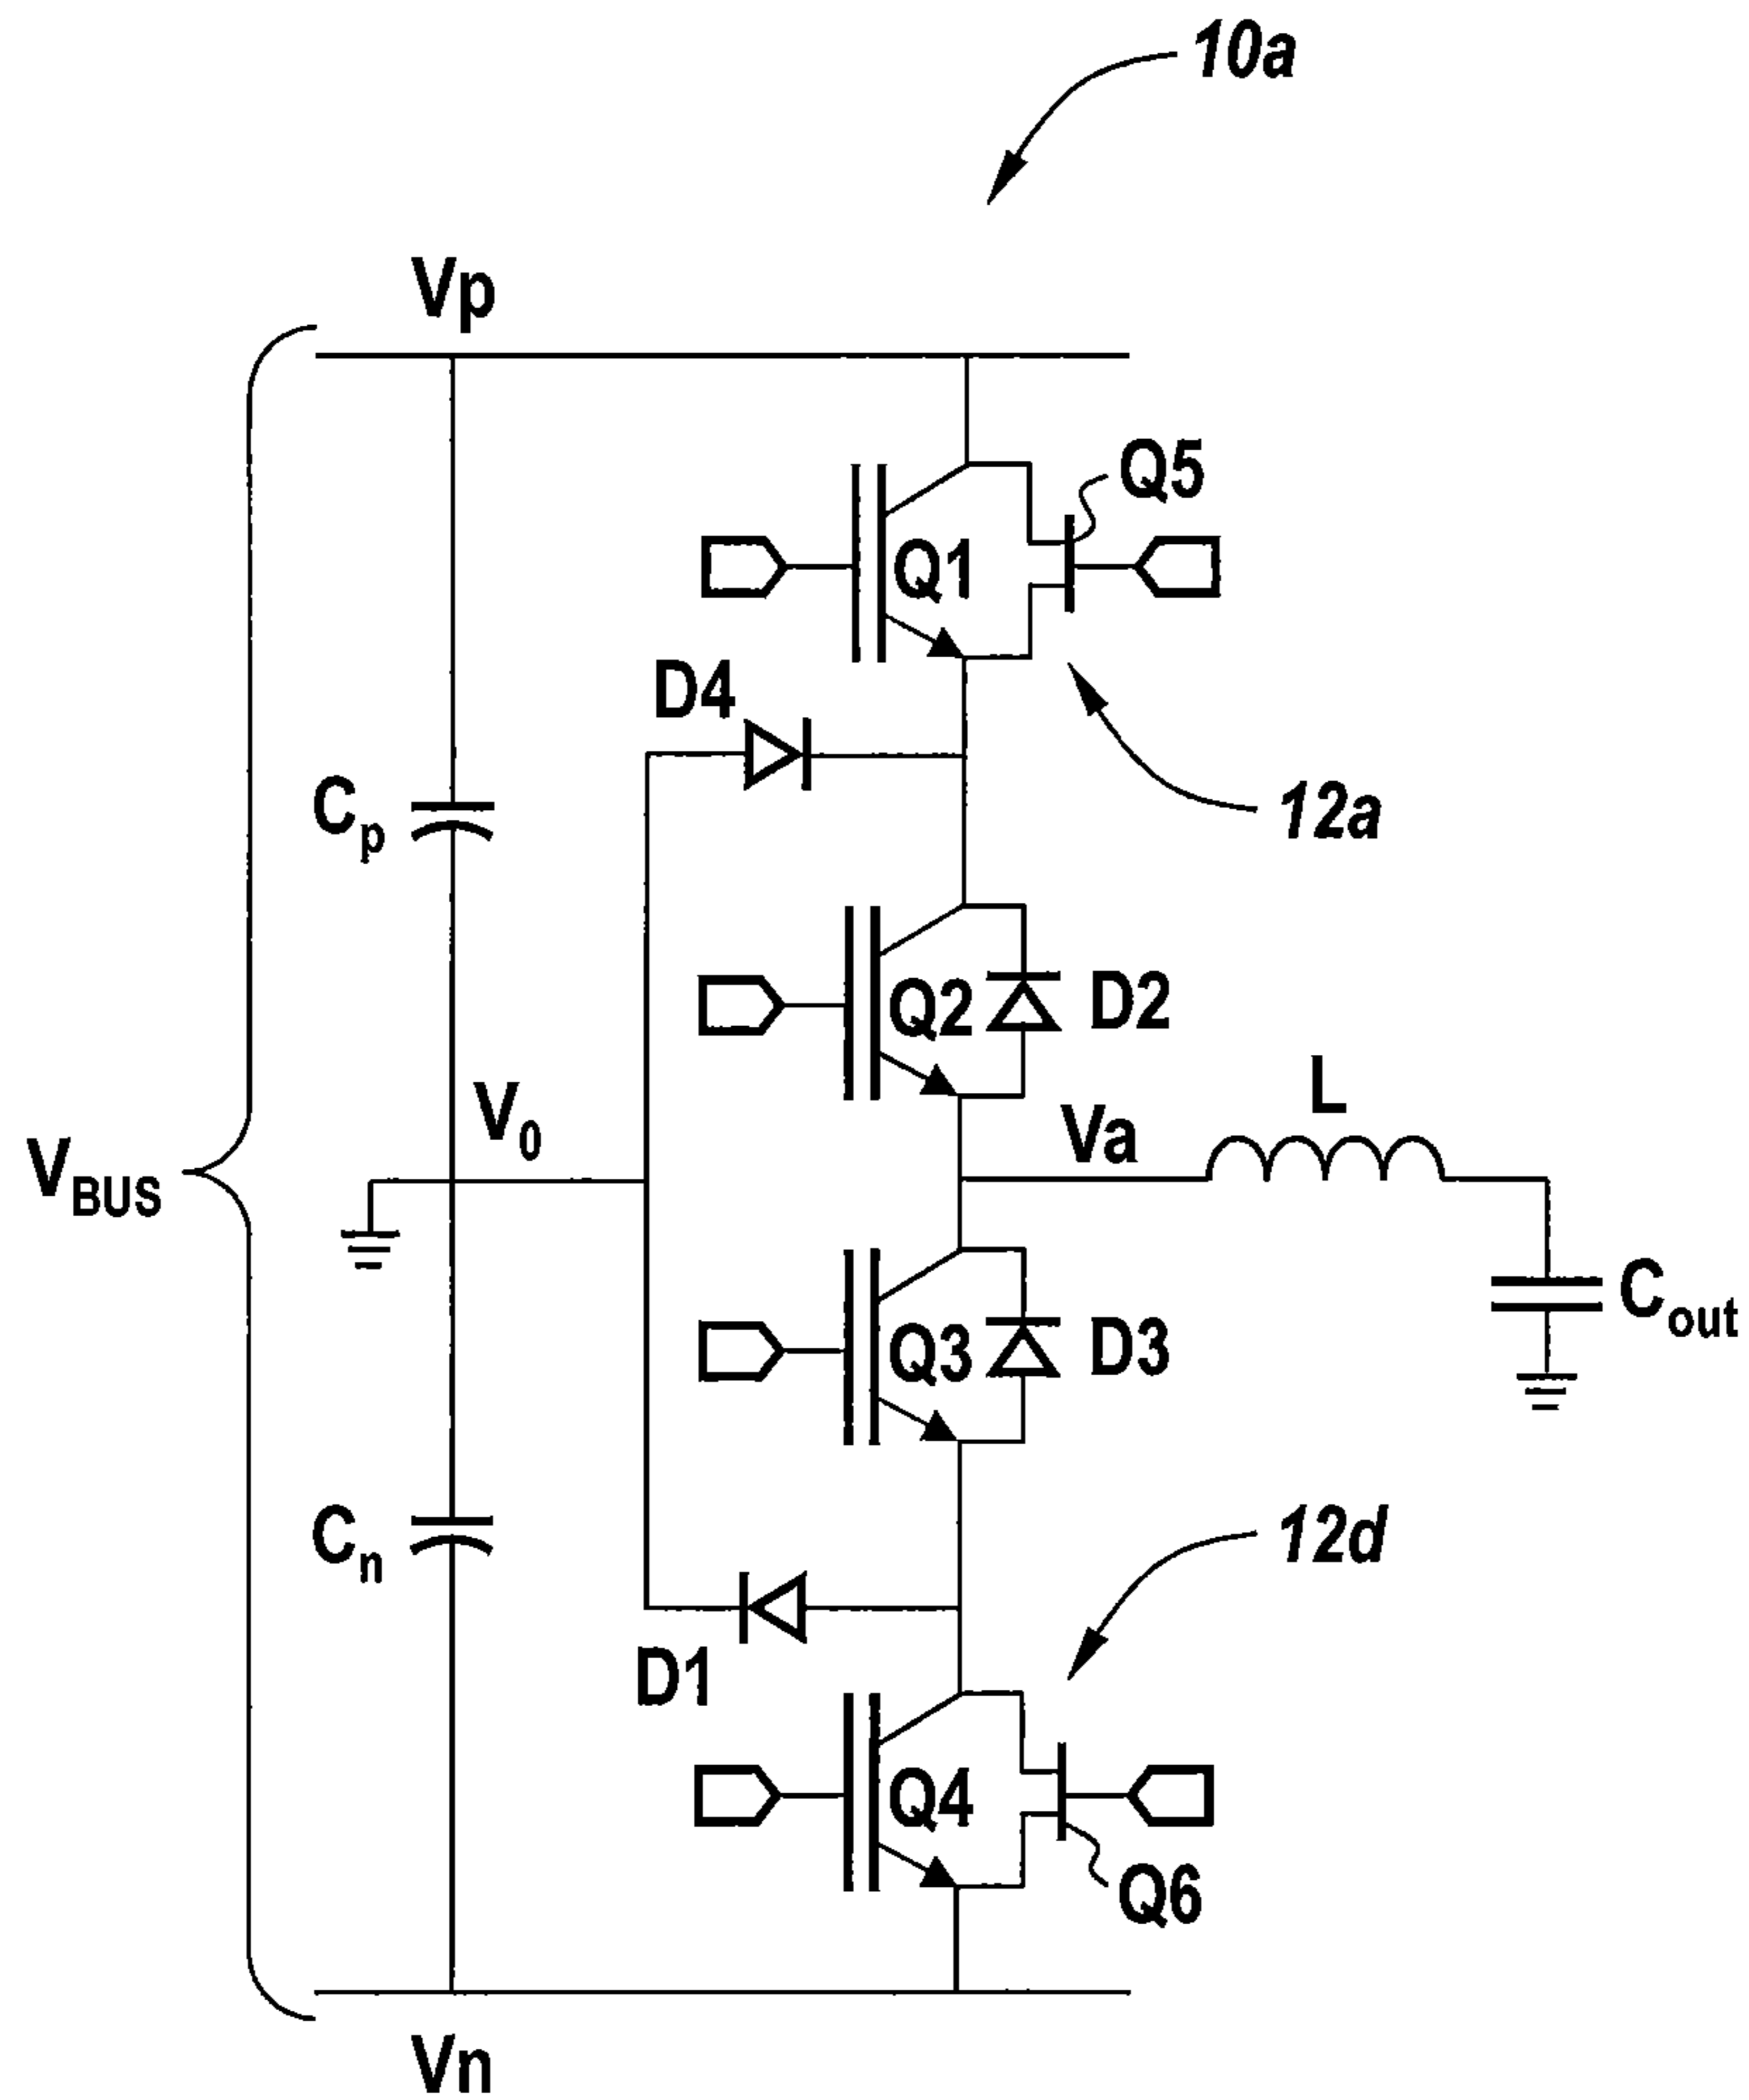 10a
Vp
Q5
Q1
D4
Cp
12a
Q2
D2
V0
Va
L
VBUS
Q3
D3
Cout
Cn
12d
D1
Q4
Q6
Vn